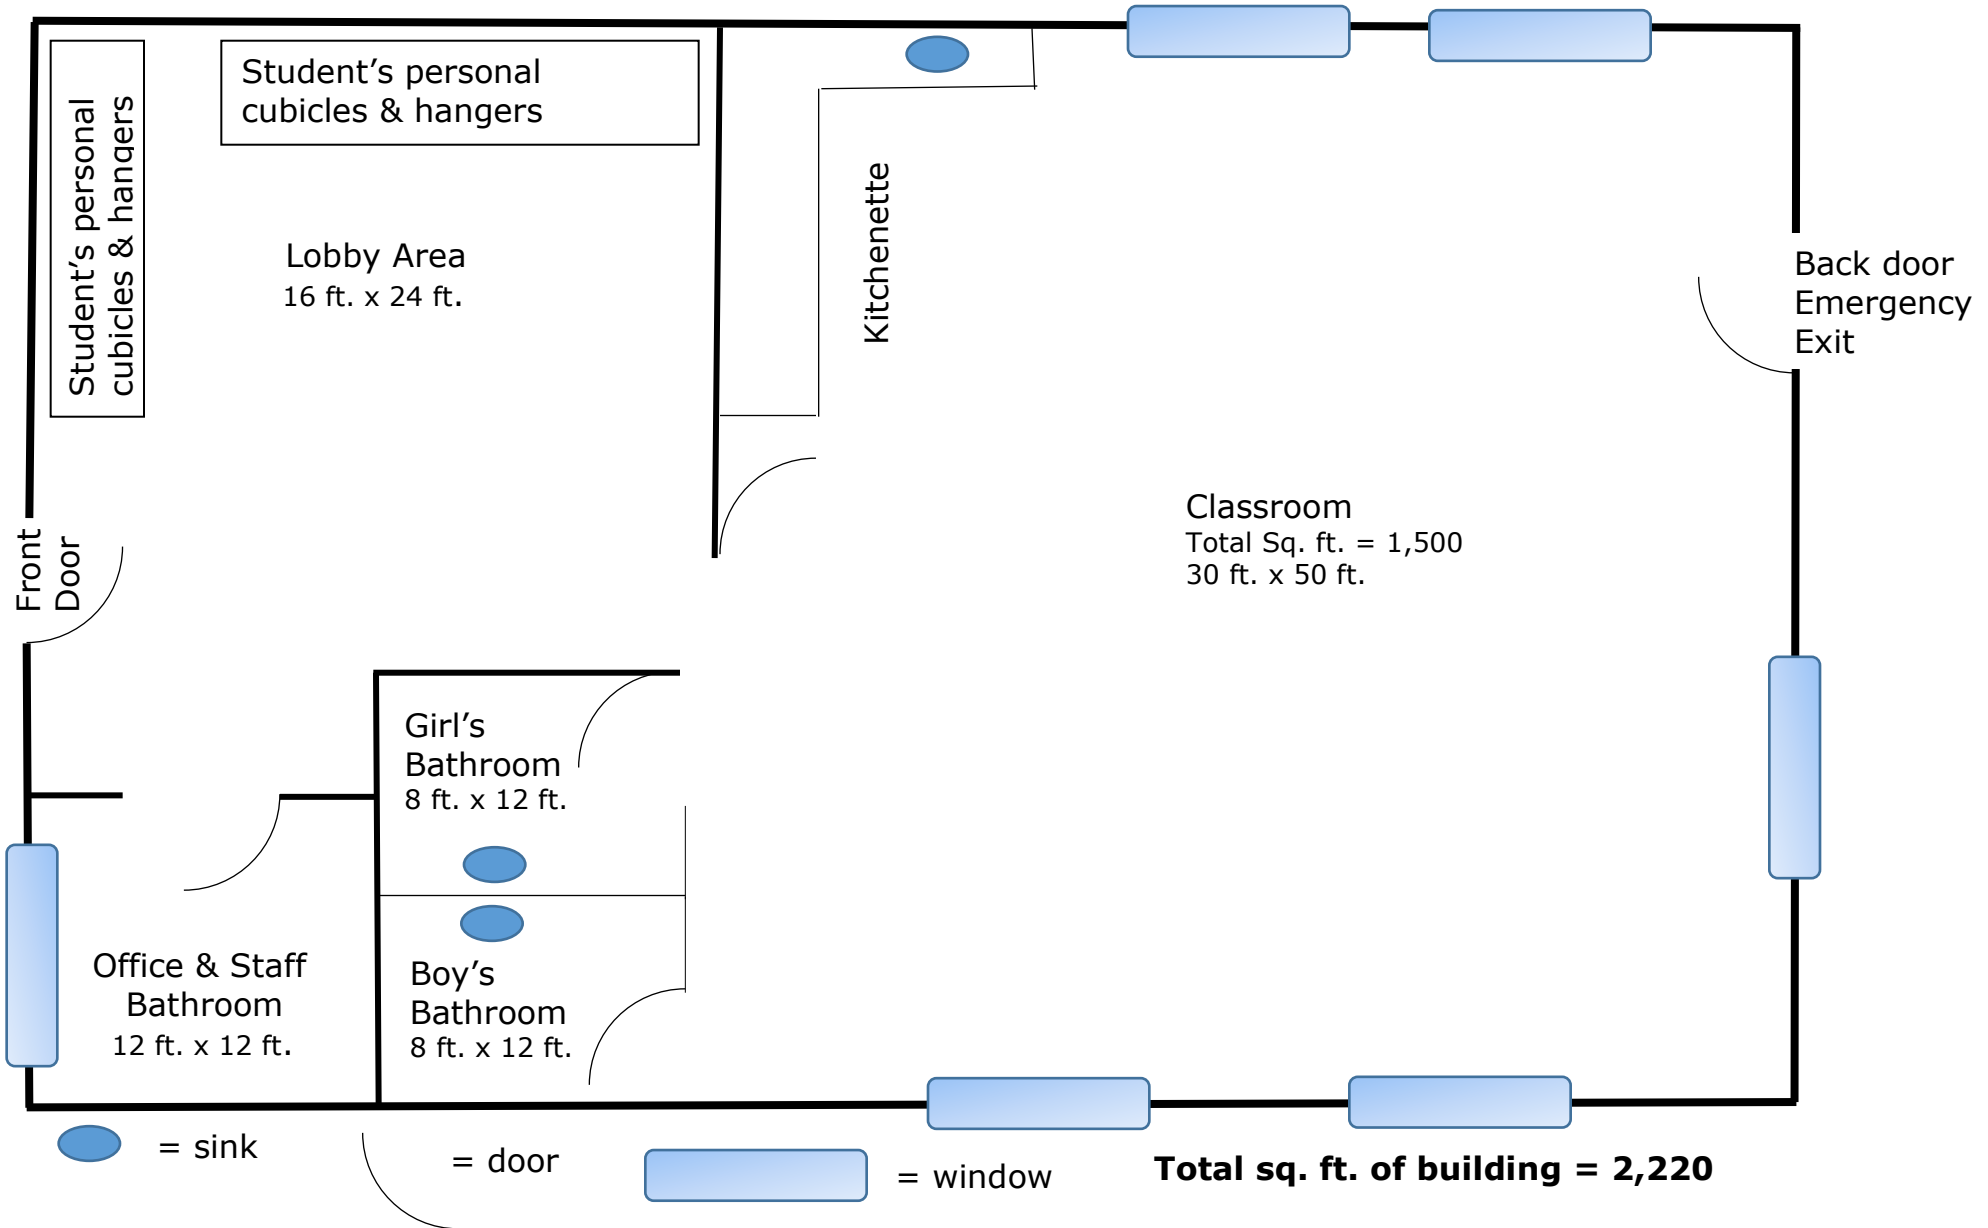 Student's personal
cubicles & hangers
Student's personal
cubicles & hangers
Lobby Area
16 ft. x 24 ft.
Kitchenette
Back door
Emergency
Exit
Front
Door
Classroom
Total Sq. ft. = 1,500
30 ft. x 50 ft.
Girl's
Bathroom
8 ft. x 12 ft.
Office & Staff
Bathroom
12 ft. x 12 ft.
Boy's
Bathroom
8 ft. x 12 ft.
= sink
= door
= window
Total sq. ft. of building = 2,220